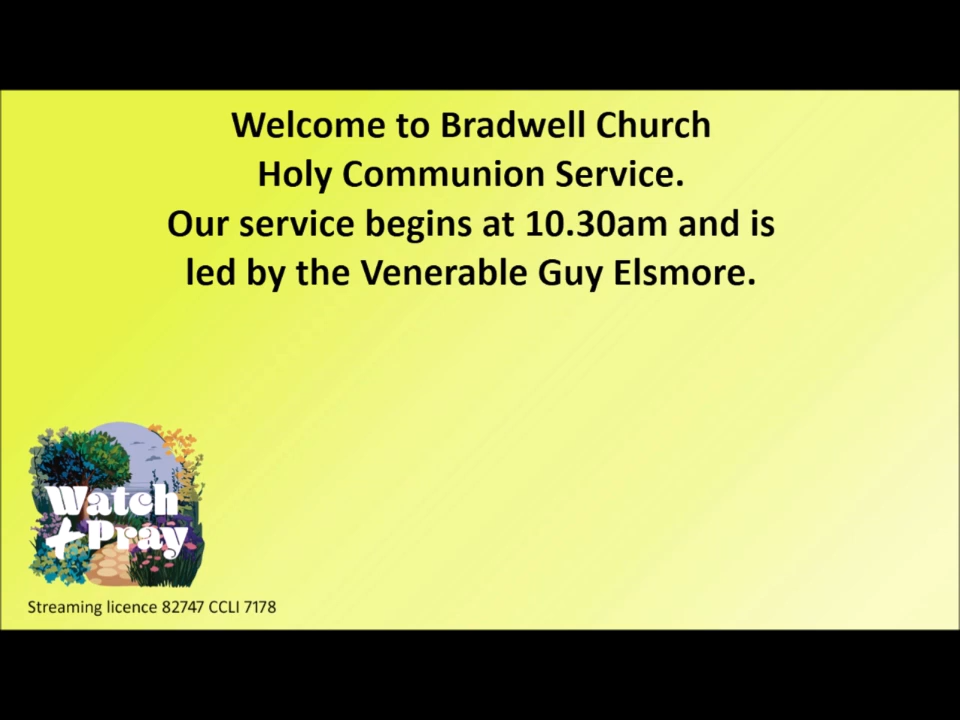 Welcome to Bradwell Church
Holy Communion Service.
Our service begins at 10.30am and is
led by the Venerable Guy Elsmore.
Watch
+Pray
Streaming licence 82747 CCLI 7178